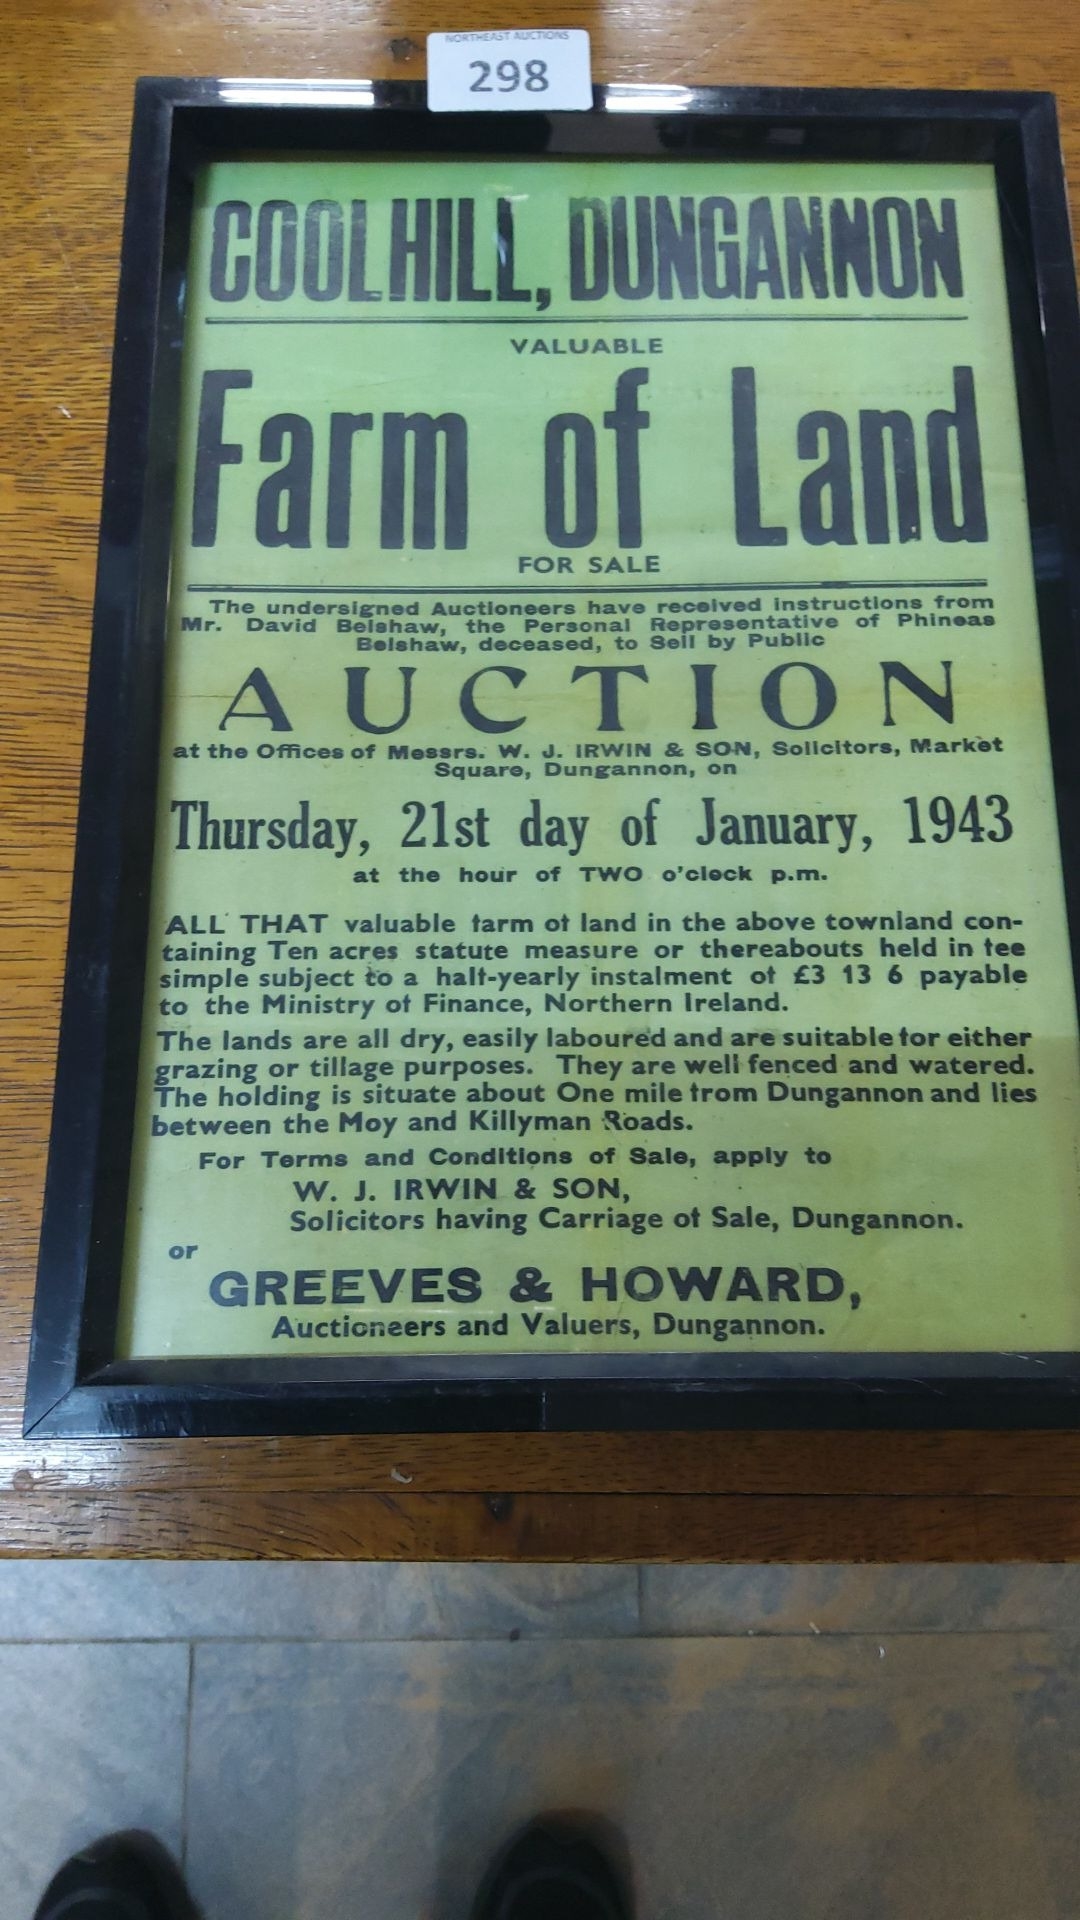 NORTHEAST AUCTIONS
298
COOLHILL, DUNGANNON
VALUABLE
Farm of Land
FOR SALE
The undersigned Auctioneers have received instructions from
Mr. David Belshaw, the Personal Representative of Phineas
Belshaw, deceased, to Sell by Public
AUCTION
at the Offices of Messrs. W. J. IRWIN & SON, Solicitors, Market
Square, Dungannon, on
Thursday, 21st day of January, 1943
at the hour of TWO o'clock p.m.
ALL THAT valuable farm of land in the above townland con-
taining Ten acres statute measure or thereabouts held in fee
simple subject to a half-yearly instalment of £3 13 6 payable
to the Ministry of Finance, Northern Ireland.
The lands are all dry, easily laboured and are suitable for either
grazing or tillage purposes. They are well fenced and watered.
The holding is situate about One mile from Dungannon and lies
between the Moy and Killyman Roads.
For Terms and Conditions of Sale, apply to
W. J. IRWIN & SON,
Solicitors having Carriage of Sale, Dungannon.
or
GREEVES & HOWARD,
Auctioneers and Valuers, Dungannon.